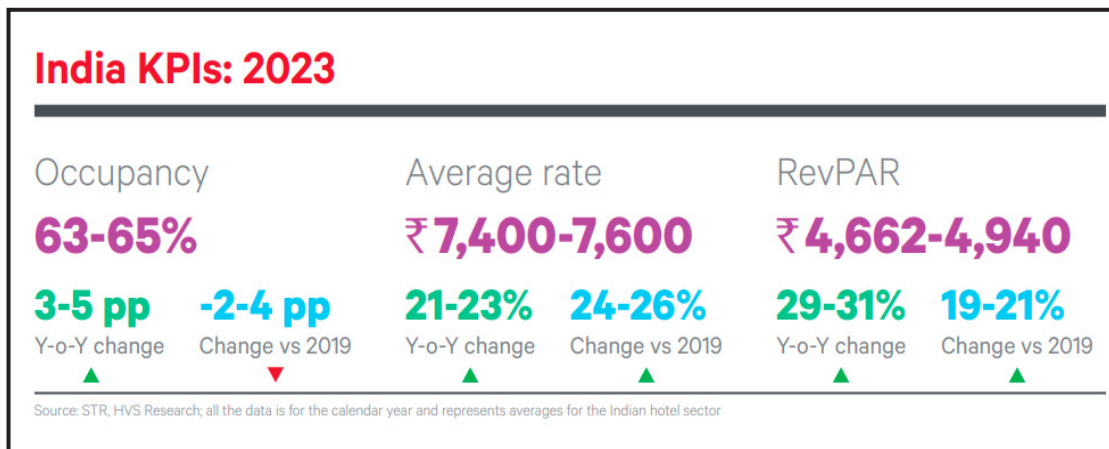 India KPIs: 2023
Occupancy Average rate RevPAR
63-65% ₹7,400-7,600 ₹4,662-4,940
3-5 pp -2-4 pp 21-23% 24-26% 29-31% 19-21%
Y-o-Y change Change vs 2019 Y-o-Y change Change vs 2019 Y-o-Y change Change vs 2019
Source: STR, HVS Research; all the data is for the calendar year and represents averages for the Indian hotel sector